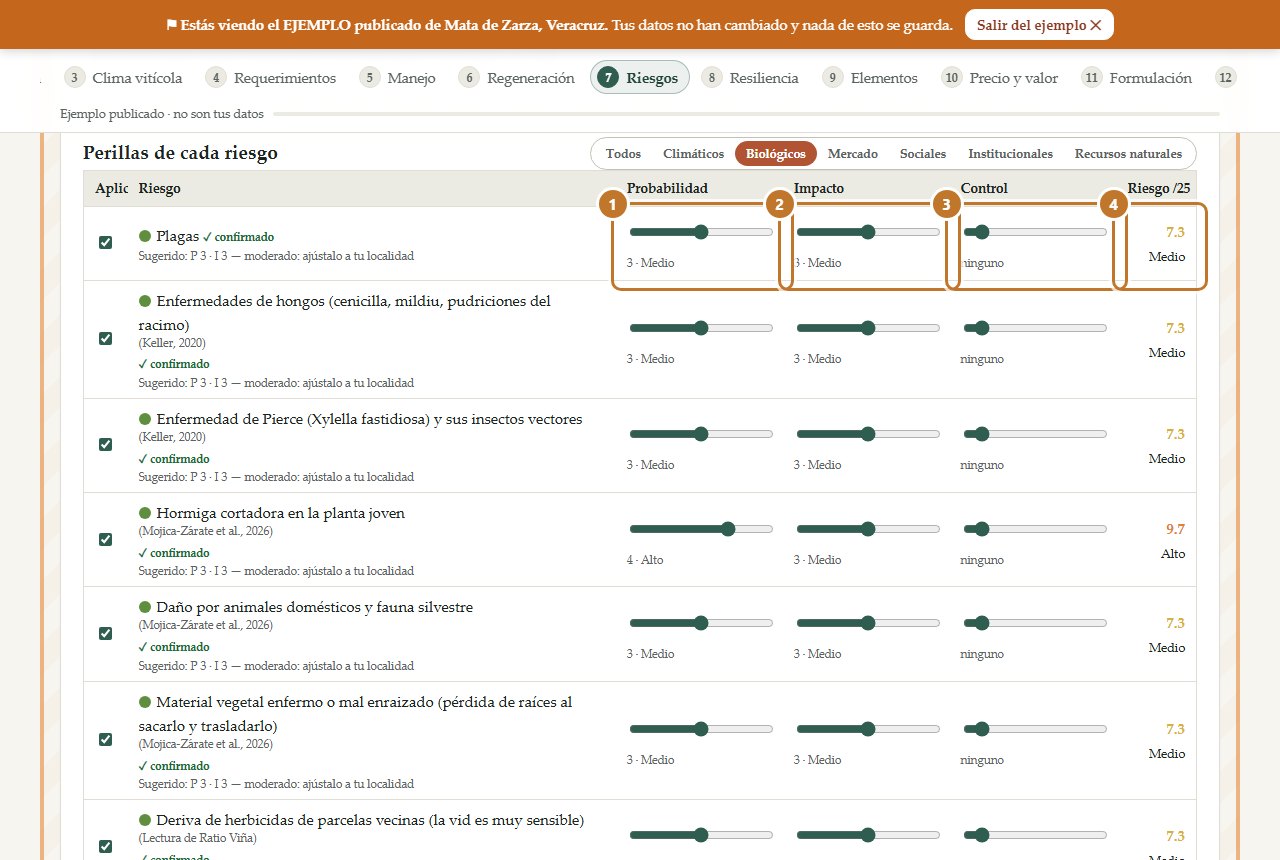 Estás viendo el EJEMPLO publicado de Mata de Zarza, Veracruz. Tus datos no han cambiado y nada de esto se guarda. Salir del ejemplo ✕
3 Clima vitícola 4 Requerimientos 5 Manejo 6 Regeneración 7 Riesgos 8 Resiliencia 9 Elementos 10 Precio y valor 11 Formulación 12
Ejemplo publicado · no son tus datos
Perillas de cada riesgo
Todos Climáticos Biológicos Mercado Sociales Institucionales Recursos naturales
Aplic Riesgo Probabilidad Impacto Control Riesgo /25
1 2 3 4
Plagas ✓ confirmado
Sugerido: P 3 · I 3 — moderado: ajústalo a tu localidad
3 · Medio 3 · Medio ninguno
7.3
Medio
Enfermedades de hongos (cenicilla, mildiu, pudriciones del
racimo)
(Keller, 2020)
✓ confirmado
Sugerido: P 3 · I 3 — moderado: ajústalo a tu localidad
3 · Medio 3 · Medio ninguno
7.3
Medio
Enfermedad de Pierce (Xylella fastidiosa) y sus insectos vectores
(Keller, 2020)
✓ confirmado
Sugerido: P 3 · I 3 — moderado: ajústalo a tu localidad
3 · Medio 3 · Medio ninguno
7.3
Medio
Hormiga cortadora en la planta joven
(Mojica-Zárate et al., 2026)
✓ confirmado
Sugerido: P 3 · I 3 — moderado: ajústalo a tu localidad
4 · Alto 3 · Medio ninguno
9.7
Alto
Daño por animales domésticos y fauna silvestre
(Mojica-Zárate et al., 2026)
✓ confirmado
Sugerido: P 3 · I 3 — moderado: ajústalo a tu localidad
3 · Medio 3 · Medio ninguno
7.3
Medio
Material vegetal enfermo o mal enraizado (pérdida de raíces al
sacarlo y trasladarlo)
(Mojica-Zárate et al., 2026)
✓ confirmado
Sugerido: P 3 · I 3 — moderado: ajústalo a tu localidad
3 · Medio 3 · Medio ninguno
7.3
Medio
Deriva de herbicidas de parcelas vecinas (la vid es muy sensible)
(Lectura de Ratio Viña)
7.3